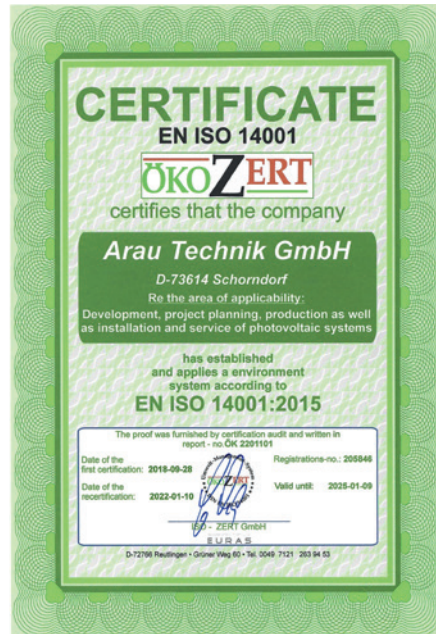 CERTIFICATE
EN ISO 14001
ÖKOZERT
certifies that the company
Arau Technik GmbH
D-73614 Schorndorf
Re the area of applicability:
Development, project planning, production as well
as installation and service of photovoltaic systems
has established
and applies a environment
system according to
EN ISO 14001:2015
The proof was furnished by certification audit and written in
report - no.ÖK 2201101
Date of the
first certification: 2018-09-28
Registrations-no.: 205846
Date of the
recertification: 2022-01-10
Valid until: 2025-01-09
ÖKOZERT
ISO - ZERT GmbH
EURAS
D-72766 Reutlingen • Grüner Weg 60 • Tel. 0049 7121 263 94 53